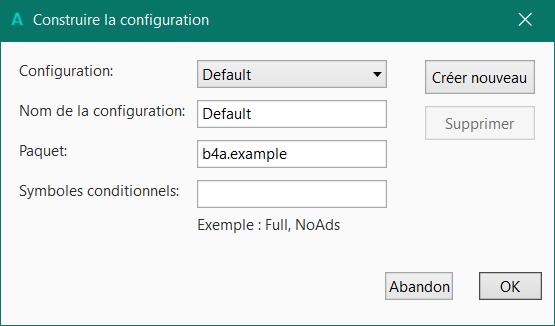 A Construire la configuration
Configuration: Default Créer nouveau
Nom de la configuration: Default Supprimer
Paquet: b4a.example
Symboles conditionnels:
Exemple : Full, NoAds
Abandon OK